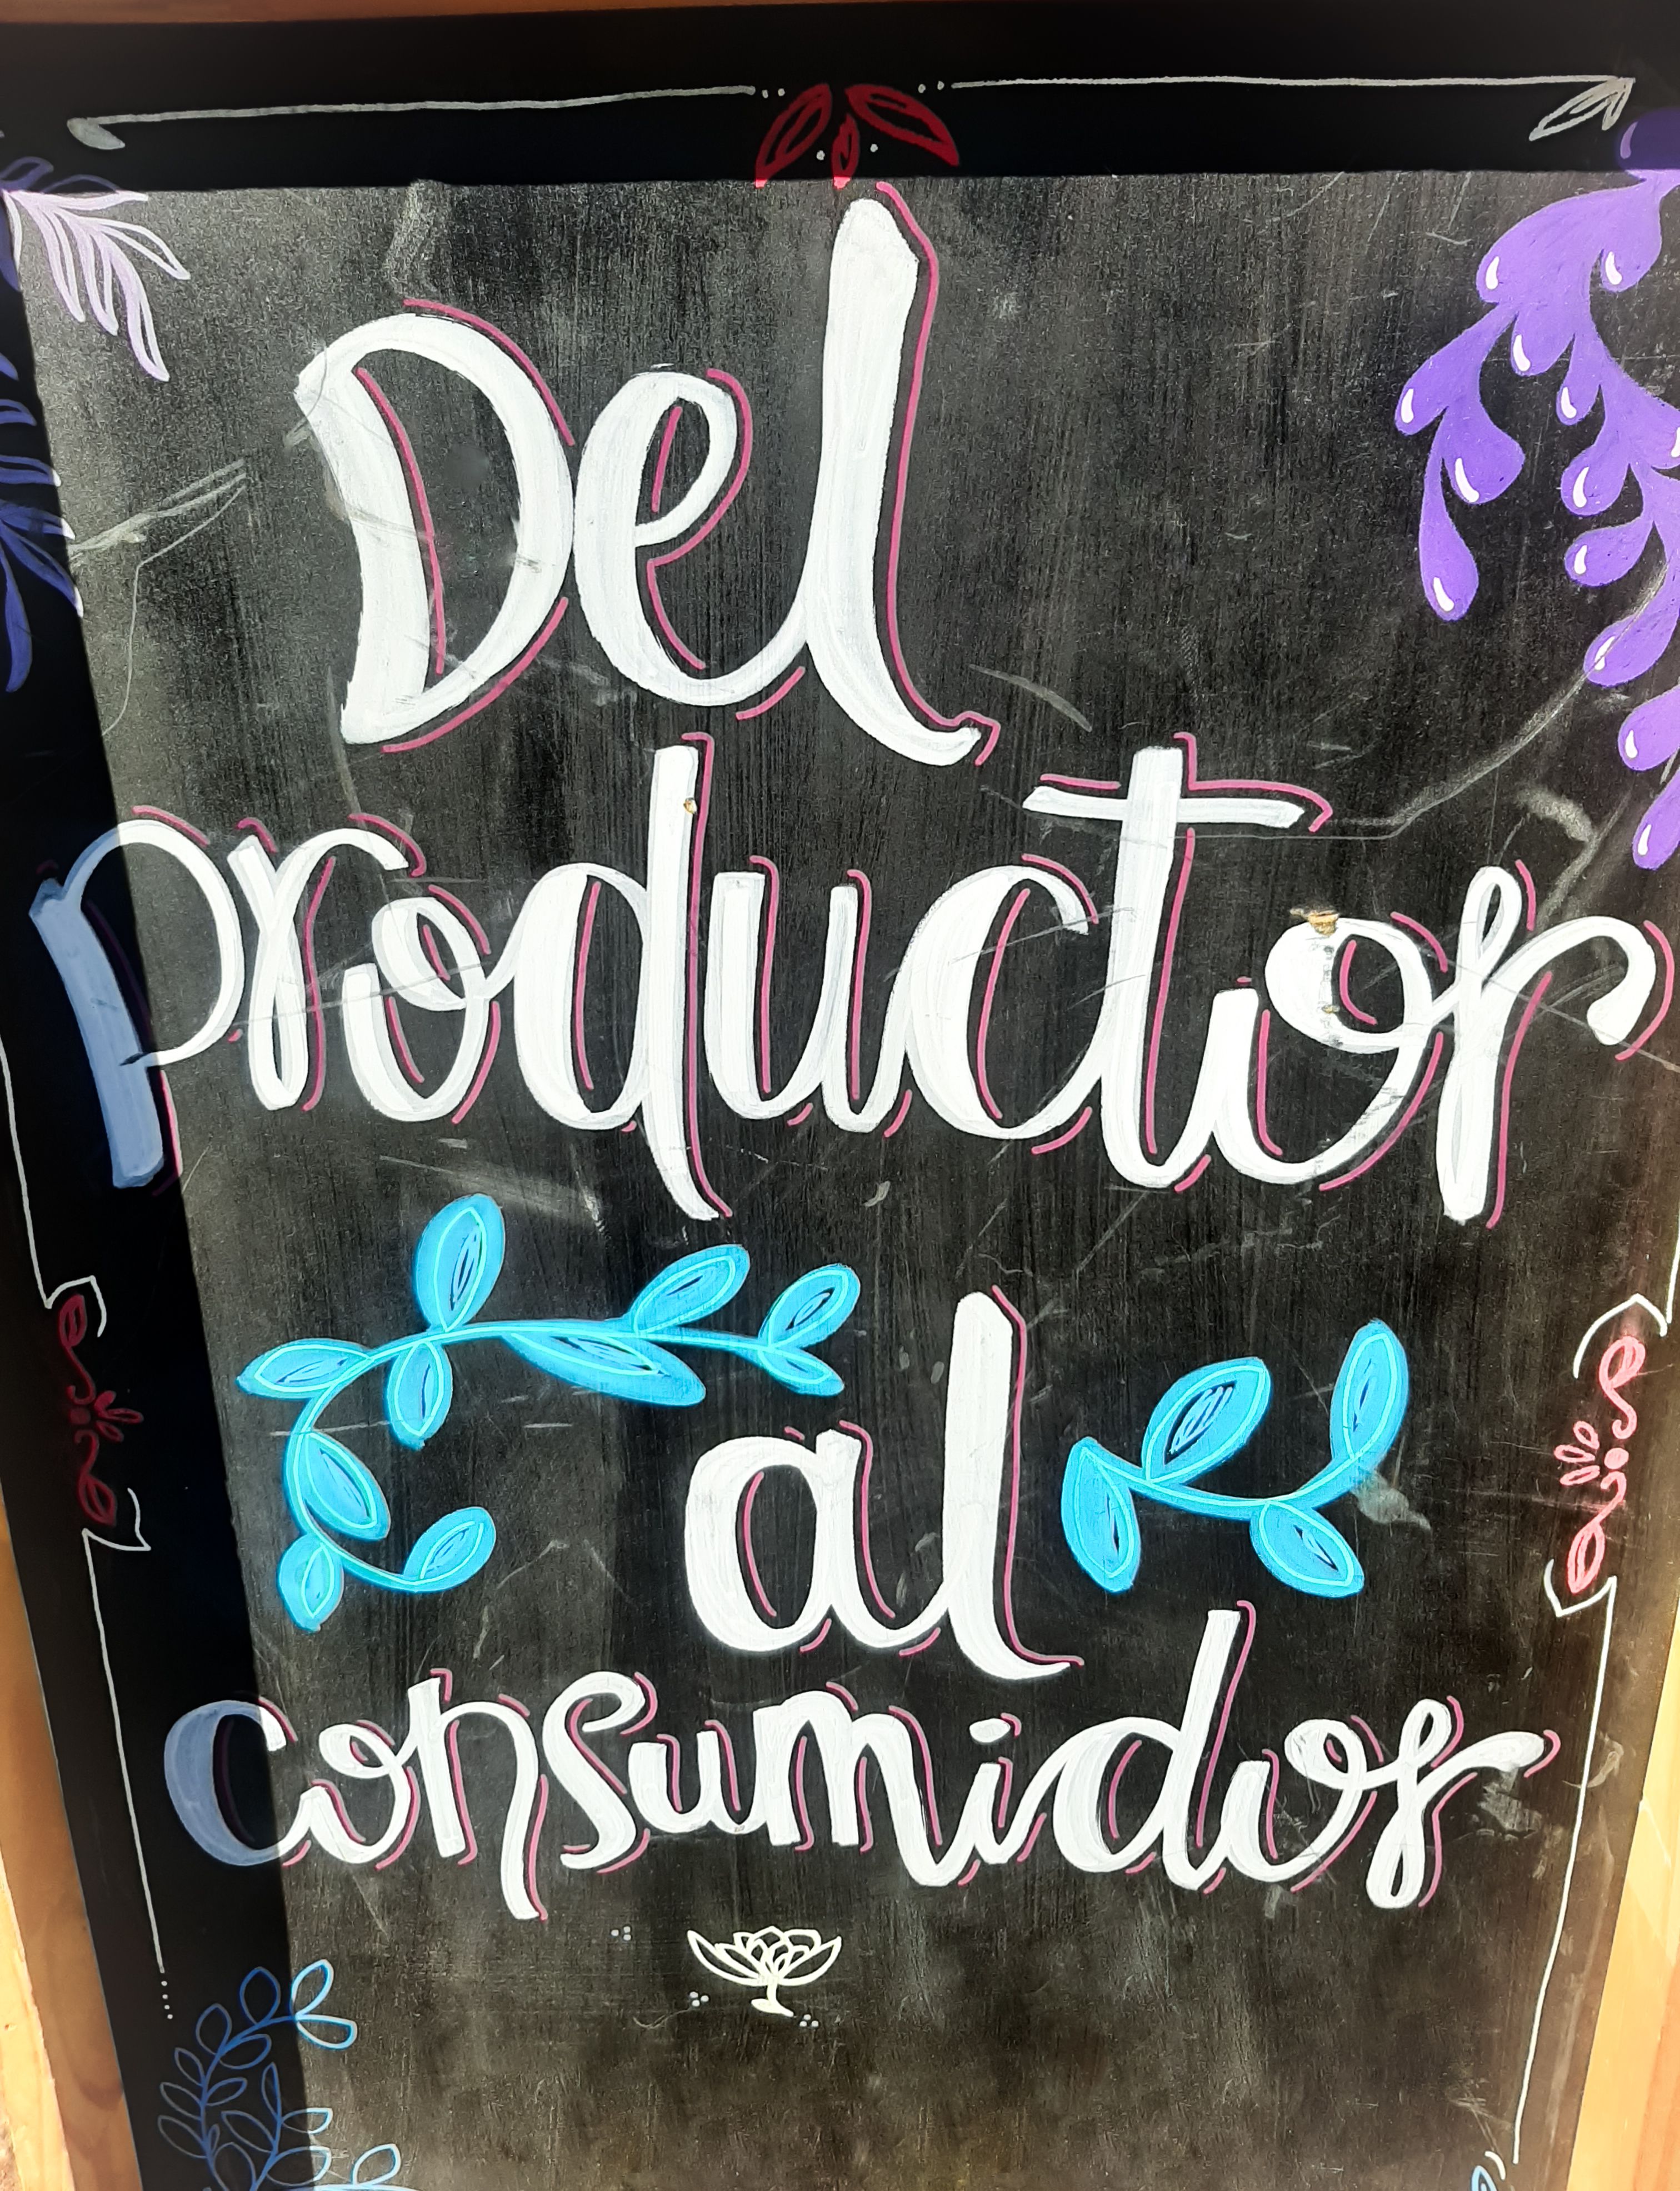 Del
productor
al
consumidor